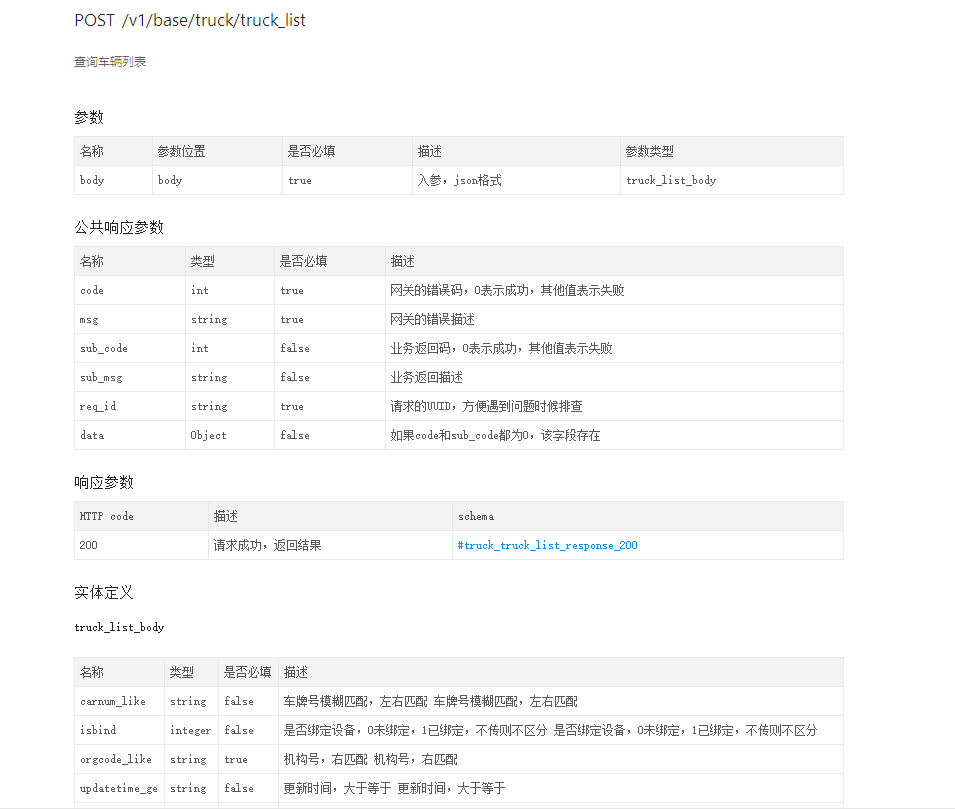 POST /v1/base/truck/truck_list
查询车辆列表
参数
名称 参数位置 是否必填 描述 参数类型
body body true 入参，json格式 truck_list_body
公共响应参数
名称 类型 是否必填 描述
code int true 网关的错误码，0表示成功，其他值表示失败
msg string true 网关的错误描述
sub_code int false 业务返回码，0表示成功，其他值表示失败
sub_msg string false 业务返回描述
req_id string true 请求的UUID，方便遇到问题时候排查
data Object false 如果code和sub_code都为0，该字段存在
响应参数
HTTP code 描述 schema
200 请求成功，返回结果 #truck_truck_list_response_200
实体定义
truck_list_body
名称 类型 是否必填 描述
carnum_like string false 车牌号模糊匹配，左右匹配 车牌号模糊匹配，左右匹配
isbind integer false 是否绑定设备，0未绑定，1已绑定，不传则不区分 是否绑定设备，0未绑定，1已绑定，不传则不区分
orgcode_like string true 机构号，右匹配 机构号，右匹配
updatetime_ge string false 更新时间，大于等于 更新时间，大于等于